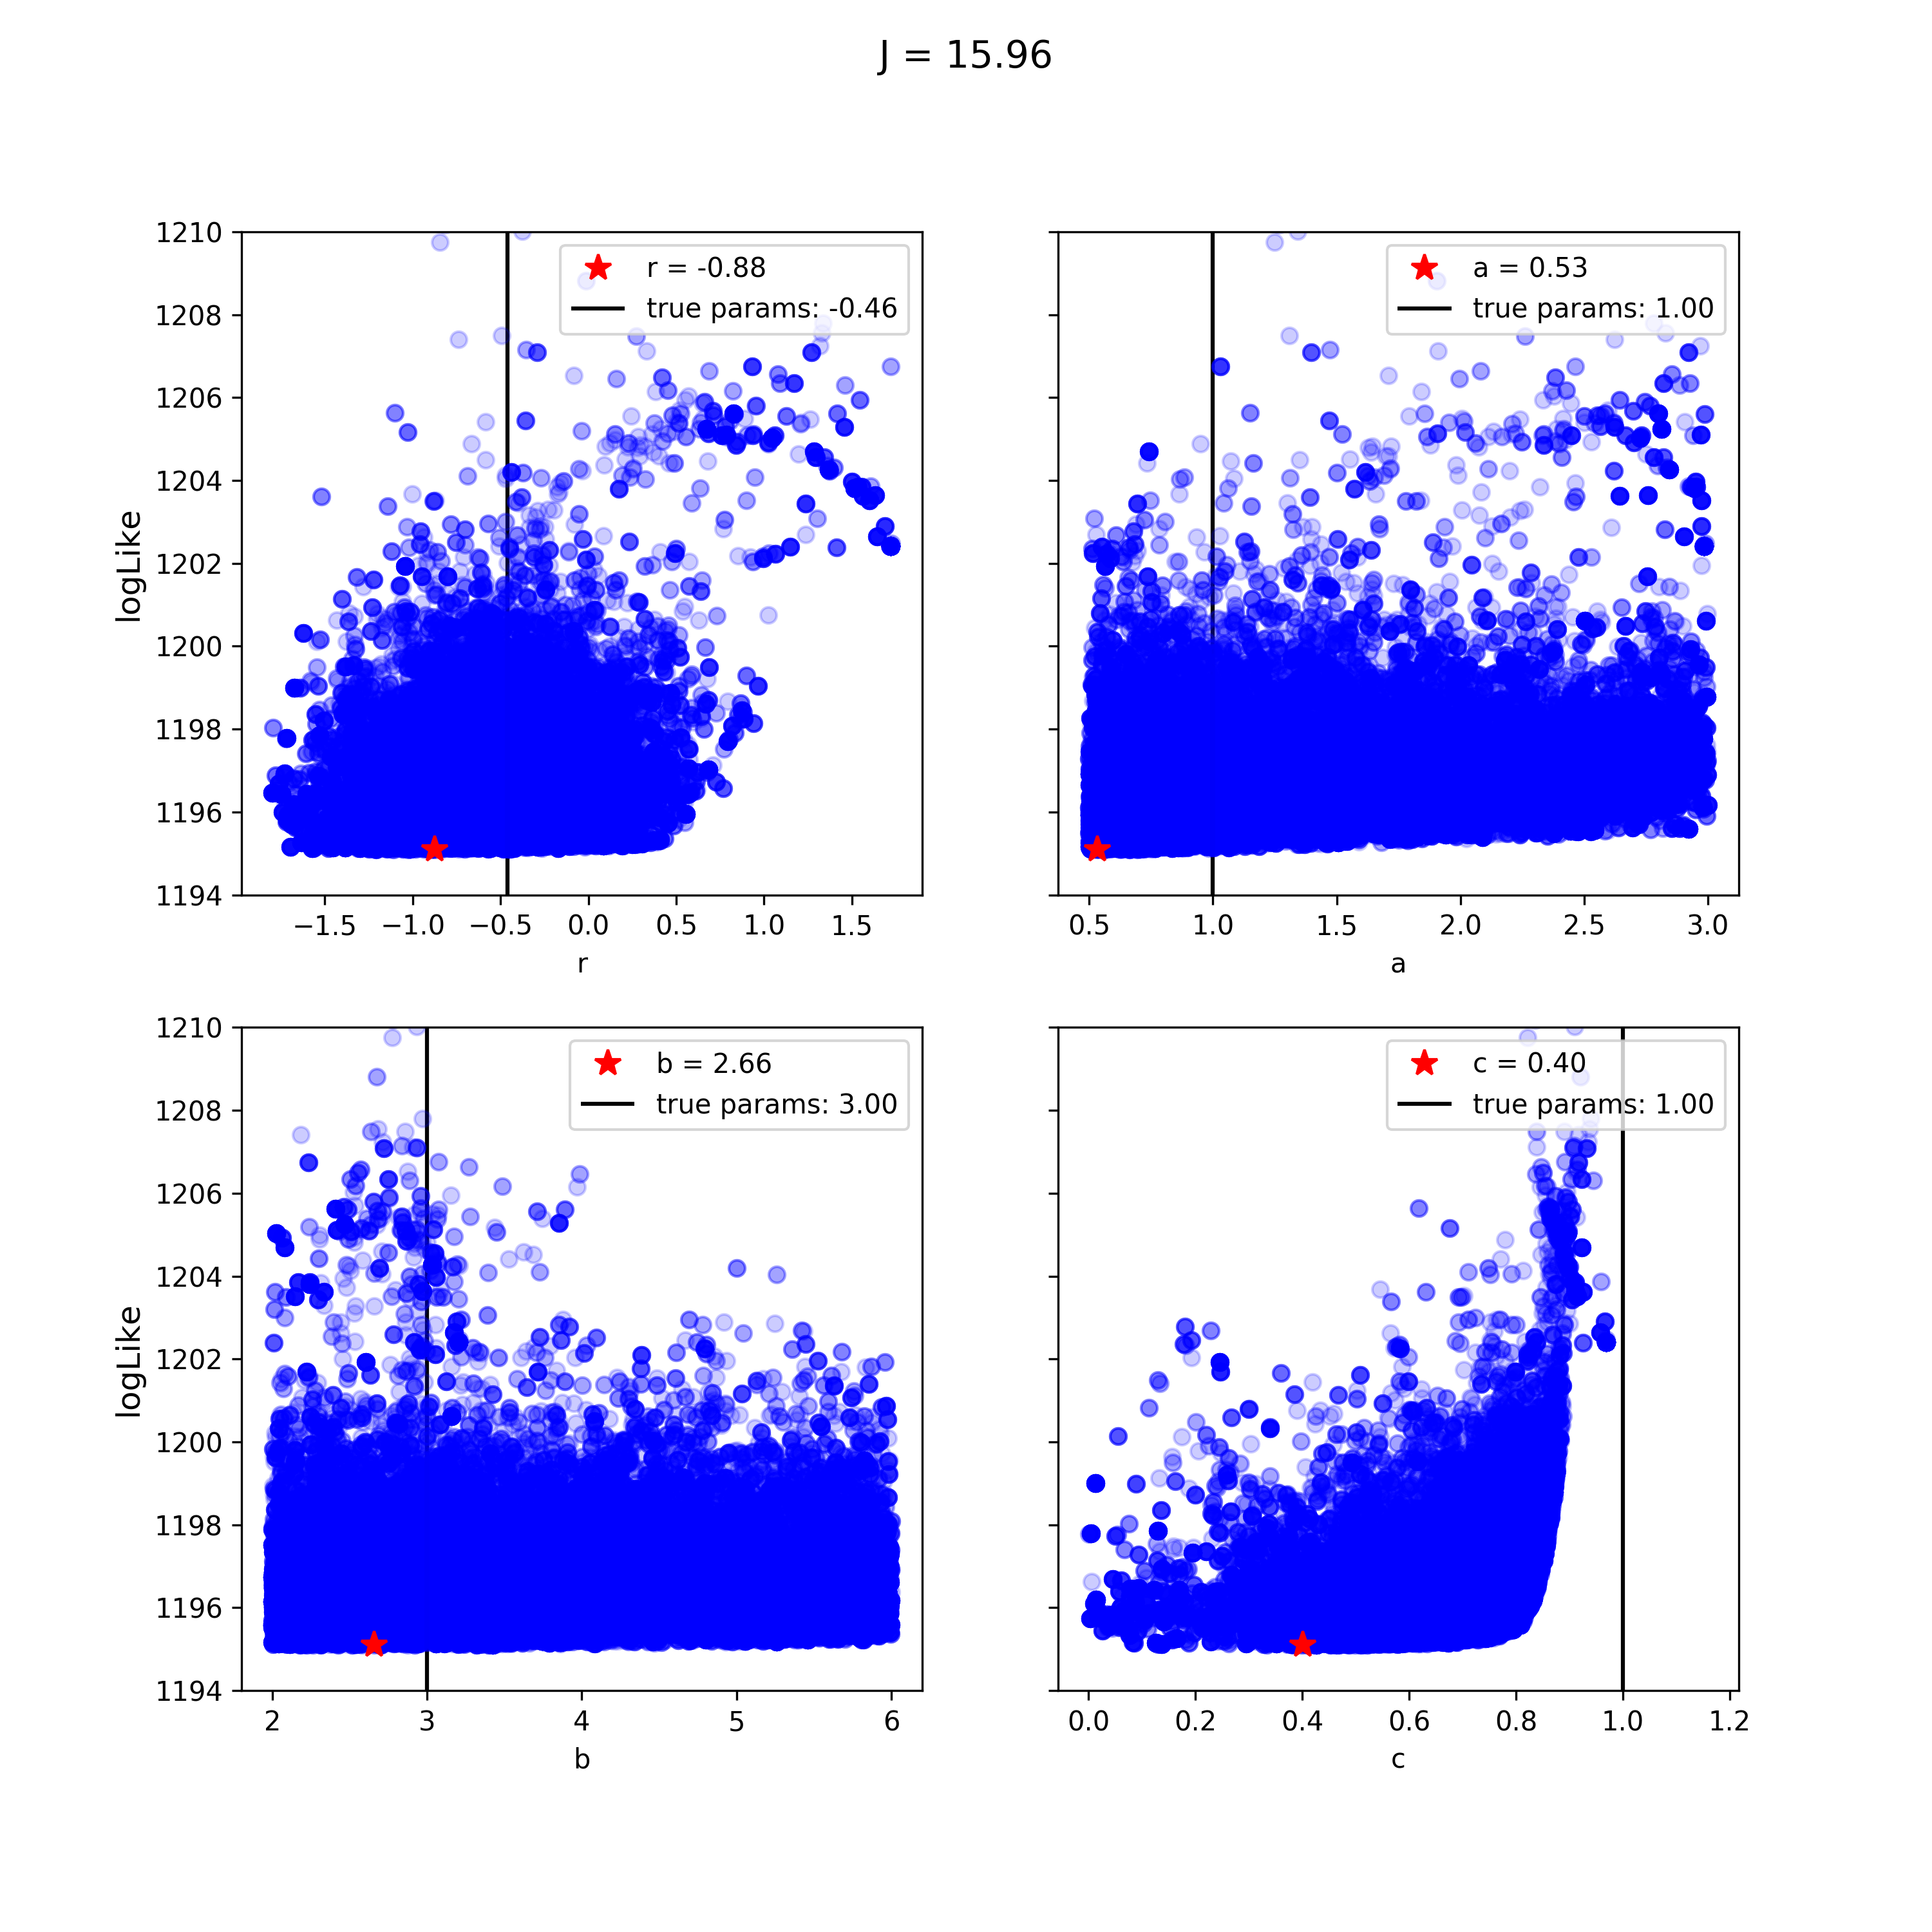 J = 15.96
1210
1208
1206
1204
1202
1200
1198
1196
1194
logLike
r = -0.88
true params: -0.46
−1.5 −1.0 −0.5 0.0 0.5 1.0 1.5
r
a = 0.53
true params: 1.00
0.5 1.0 1.5 2.0 2.5 3.0
a
1210
1208
1206
1204
1202
1200
1198
1196
1194
logLike
b = 2.66
true params: 3.00
2 3 4 5 6
b
c = 0.40
true params: 1.00
0.0 0.2 0.4 0.6 0.8 1.0 1.2
c